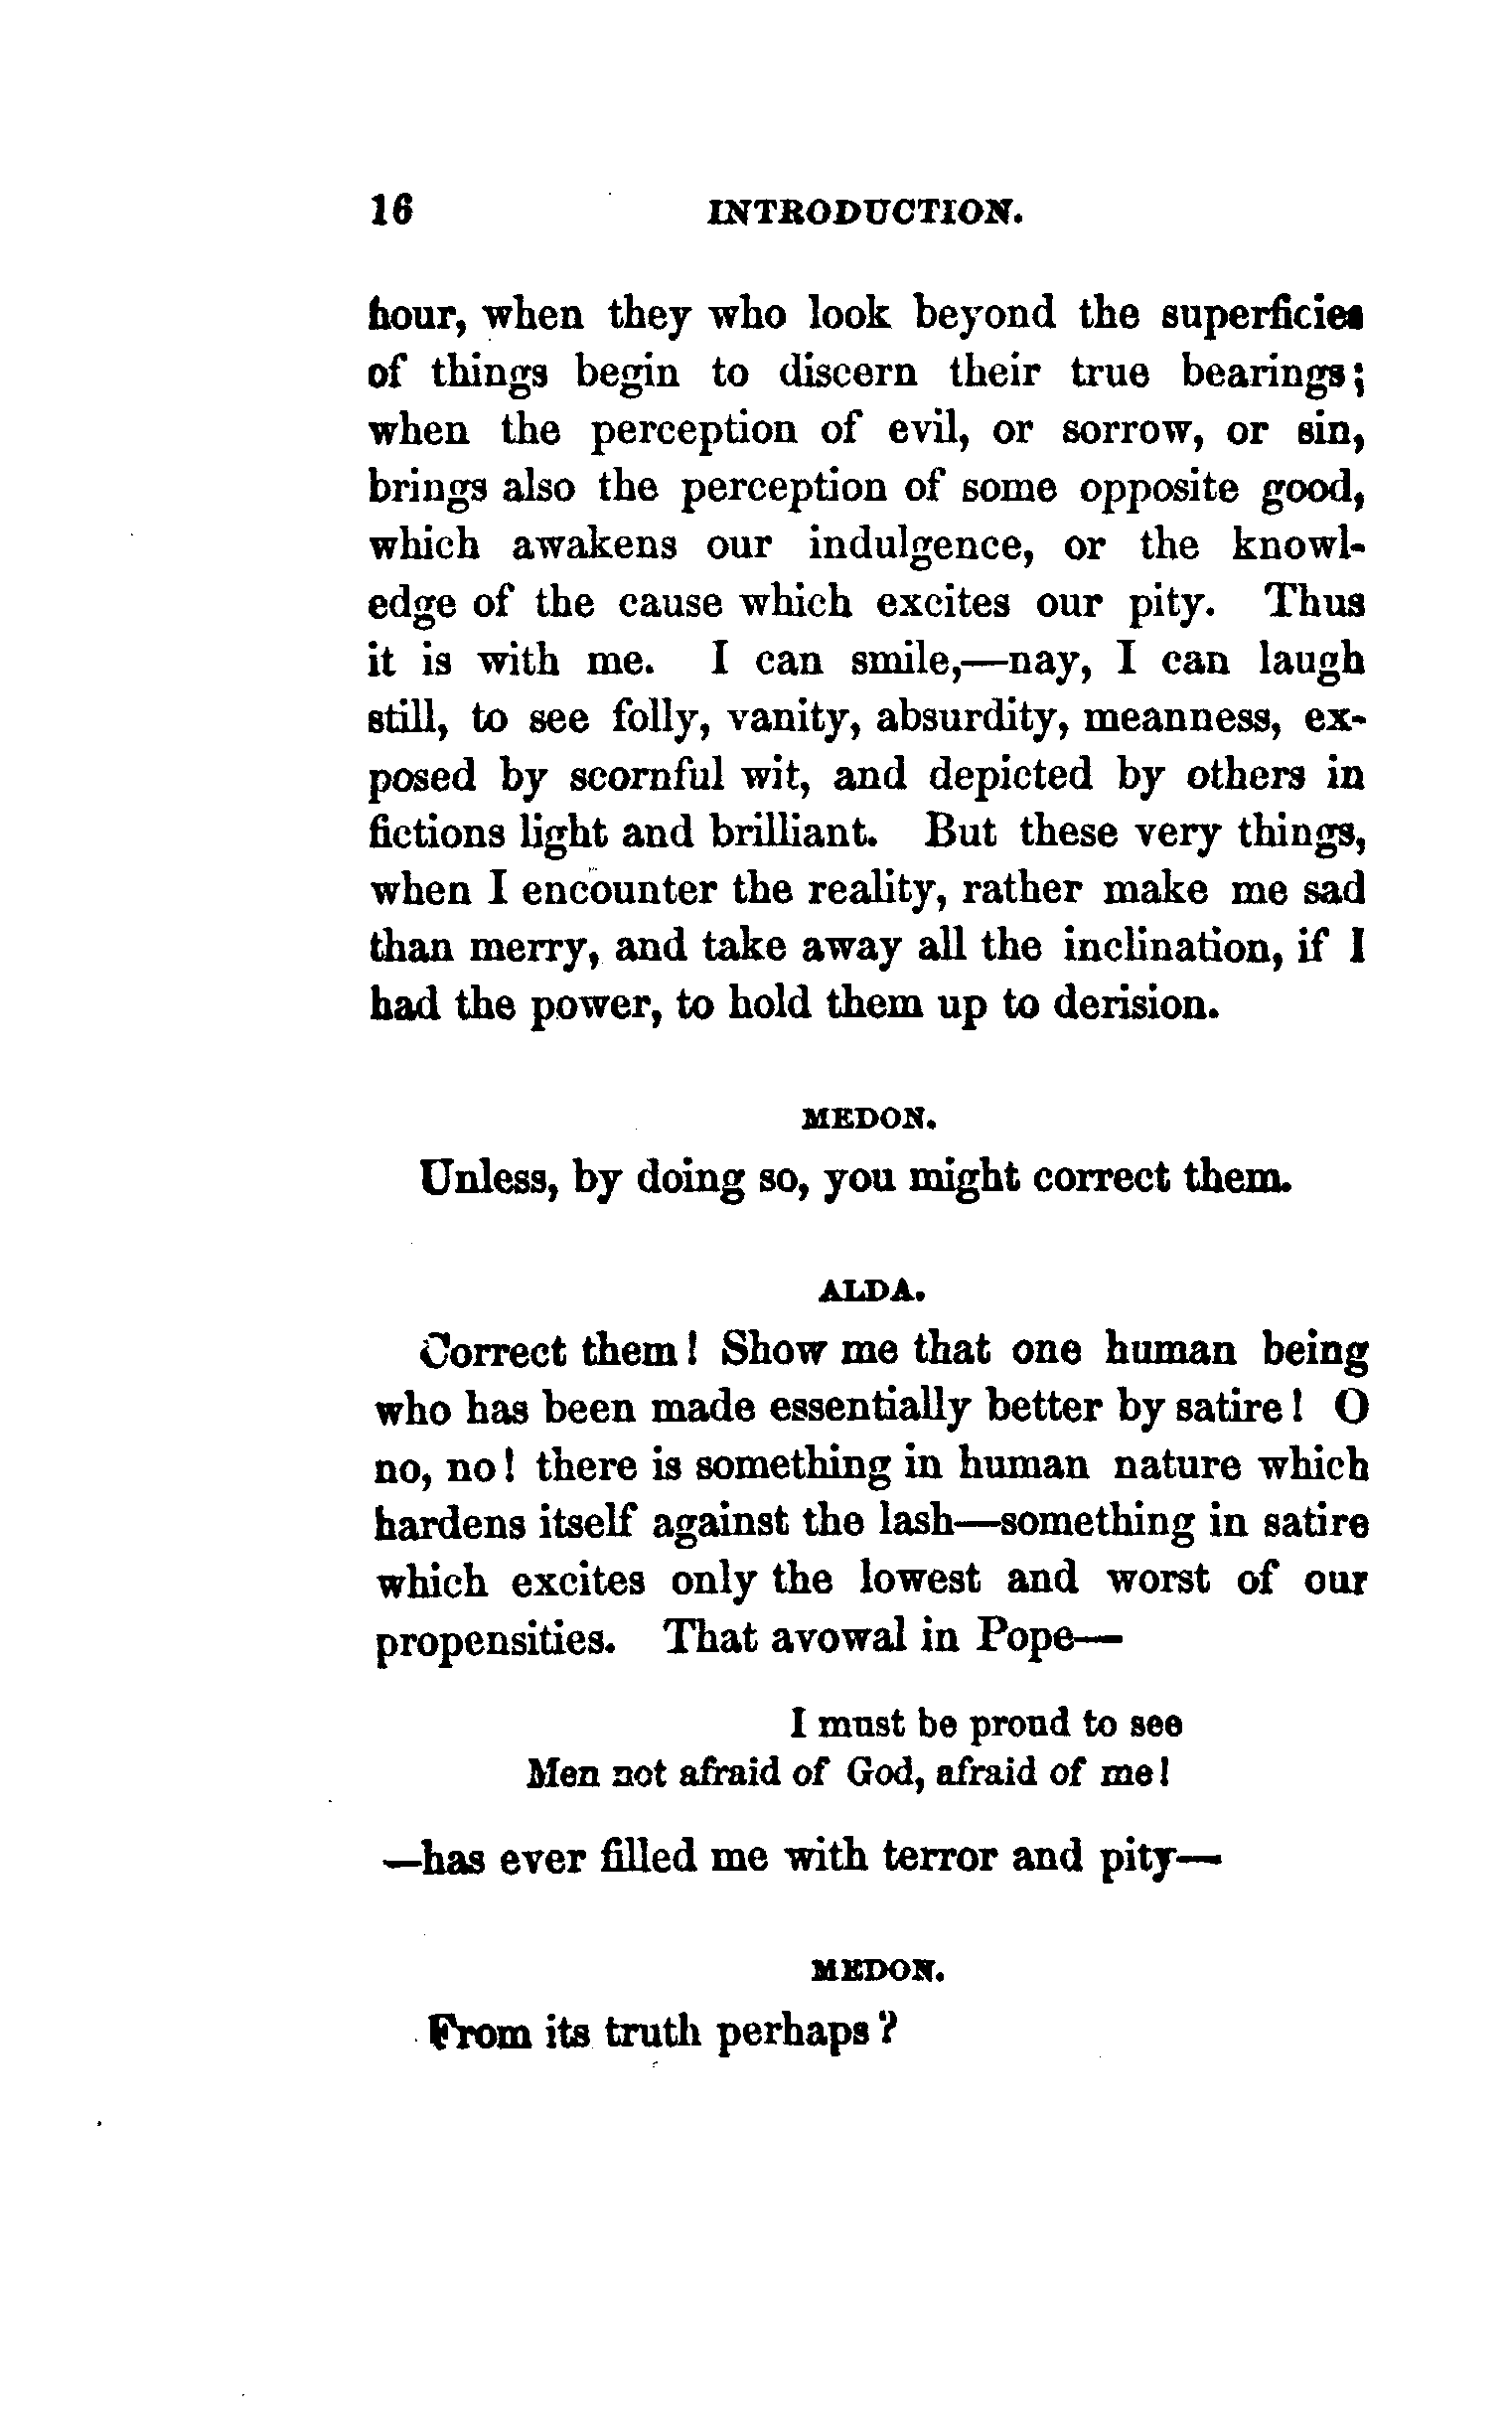 16 INTRODUCTION.
hour, when they who look beyond the superficies
of things begin to discern their true bearings;
when the perception of evil, or sorrow, or sin,
brings also the perception of some opposite good,
which awakens our indulgence, or the knowl-
edge of the cause which excites our pity. Thus
it is with me. I can smile,—nay, I can laugh
still, to see folly, vanity, absurdity, meanness, ex-
posed by scornful wit, and depicted by others in
fictions light and brilliant. But these very things,
when I encounter the reality, rather make me sad
than merry, and take away all the inclination, if I
had the power, to hold them up to derision.
MEDON.
Unless, by doing so, you might correct them.
ALDA.
Correct them! Show me that one human being
who has been made essentially better by satire! O
no, no! there is something in human nature which
hardens itself against the lash—something in satire
which excites only the lowest and worst of our
propensities. That avowal in Pope—
I must be proud to see
Men not afraid of God, afraid of me!
—has ever filled me with terror and pity—
MEDON.
From its truth perhaps?